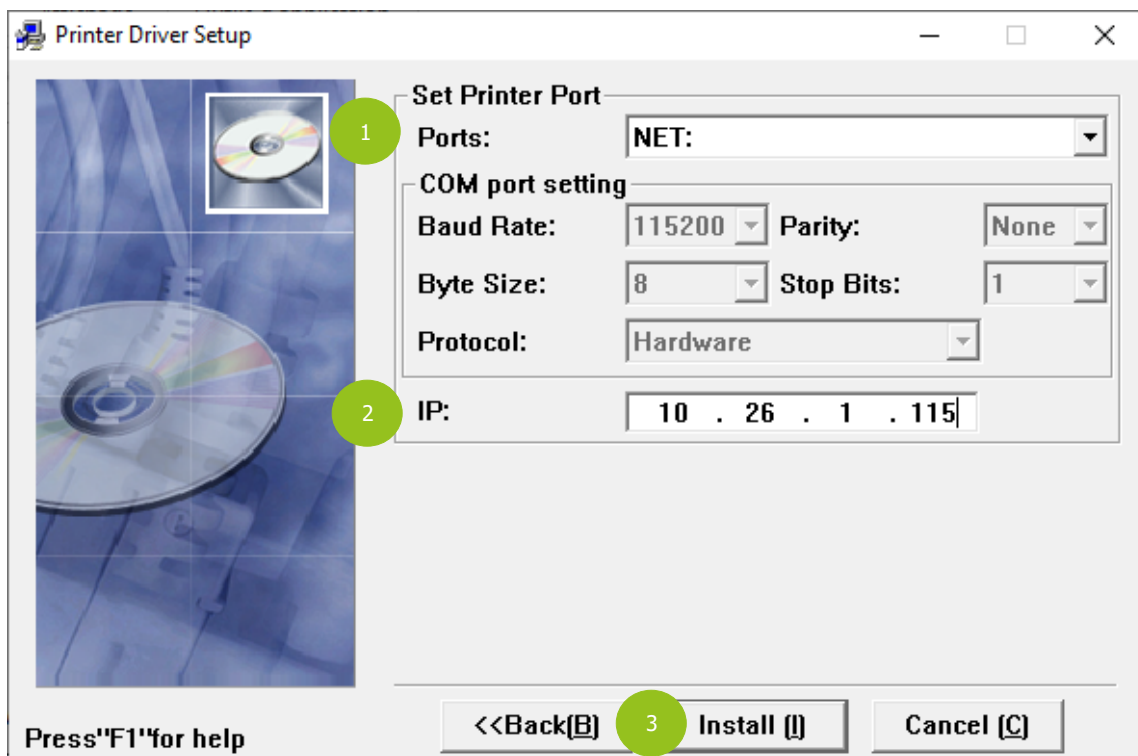 Printer Driver Setup
Set Printer Port
1
Ports: NET:
COM port setting
Baud Rate: 115200 Parity: None
Byte Size: 8 Stop Bits: 1
Protocol: Hardware
2
IP: 10 . 26 . 1 . 115
<<Back(B) 3 Install (I) Cancel (C)
Press"F1"for help